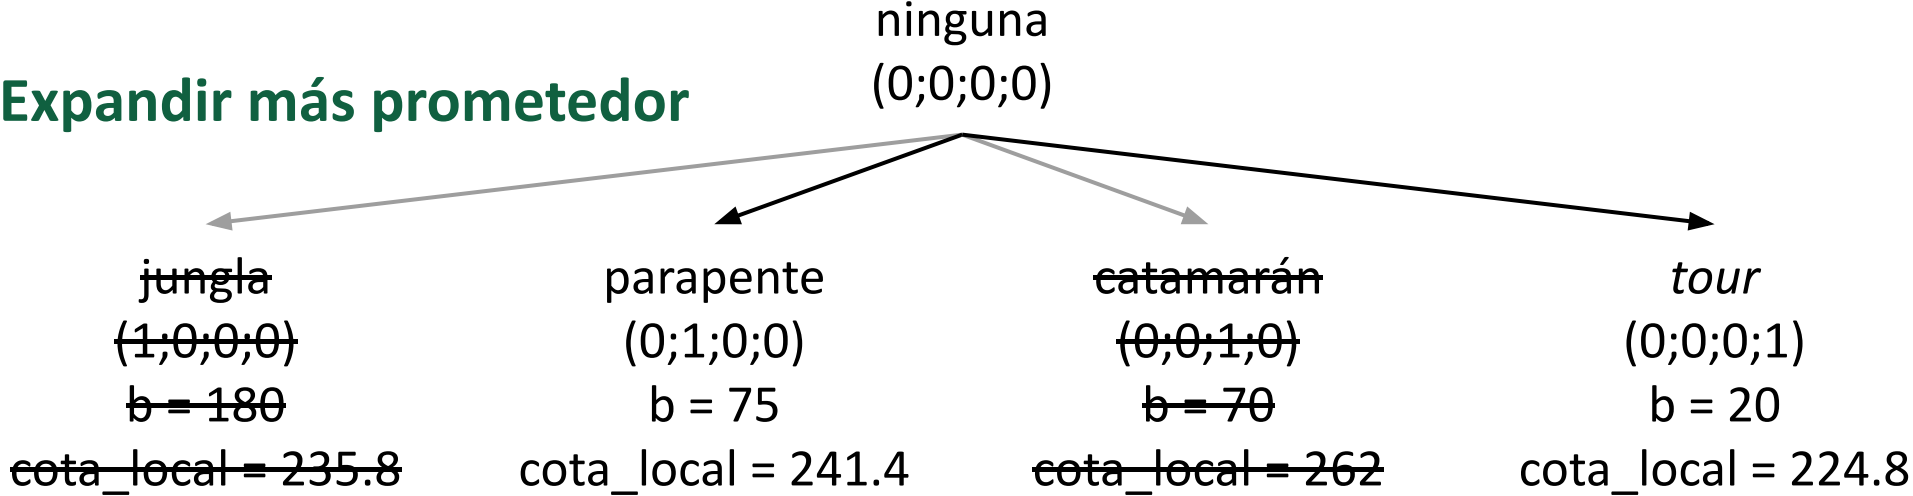 ninguna
(0;0;0;0)
Expandir más prometedor
jungla
(1;0;0;0)
b = 180
cota_local = 235.8
parapente
(0;1;0;0)
b = 75
cota_local = 241.4
catamarán
(0;0;1;0)
b = 70
cota_local = 262
tour
(0;0;0;1)
b = 20
cota_local = 224.8